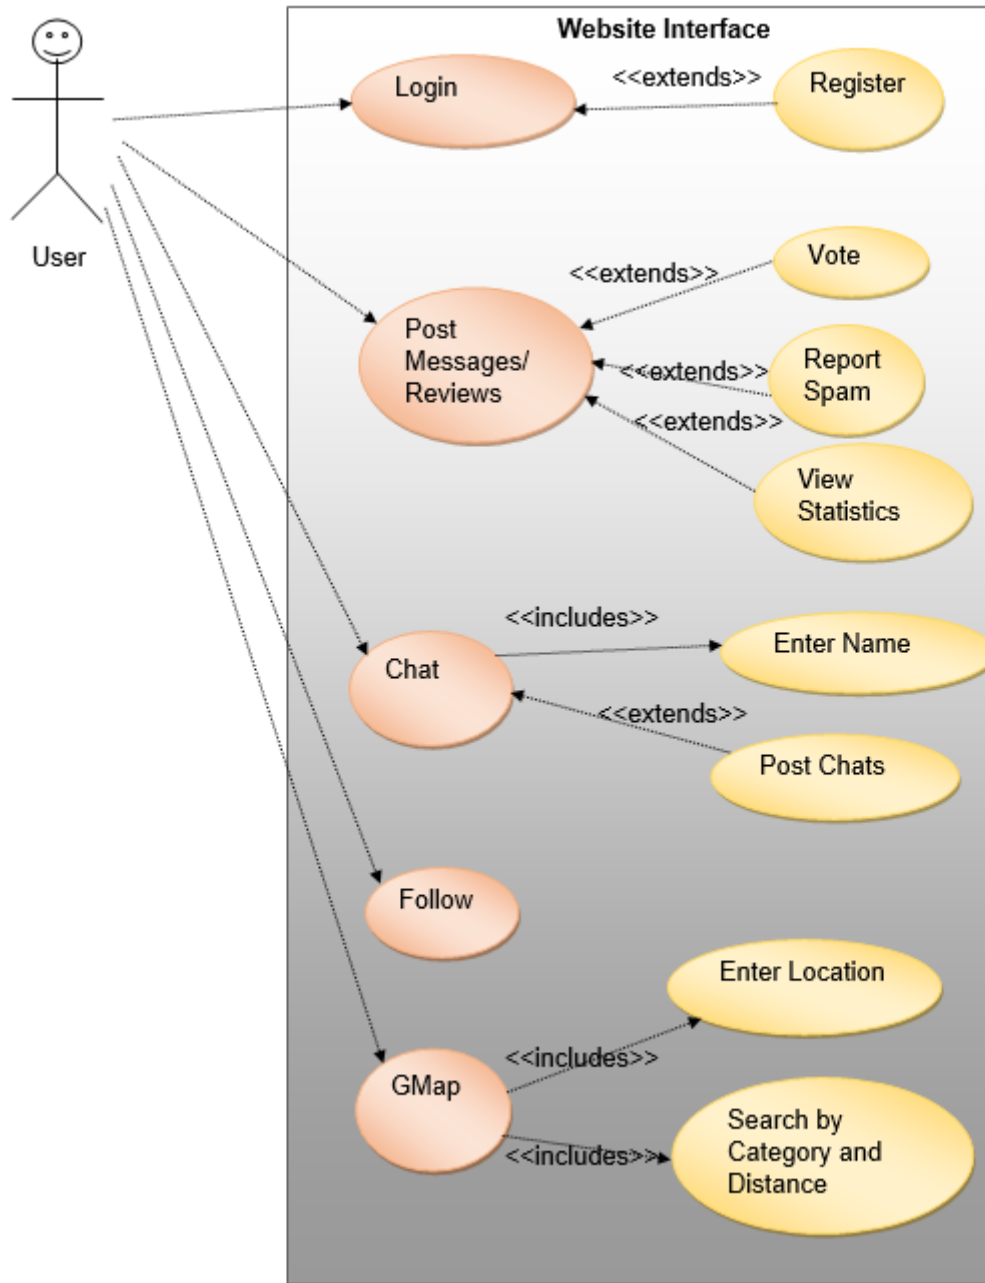 Website Interface
Login
<<extends>>
Register
User
<<extends>>
Vote
Post
Messages/
Reviews
<<extends>>
Report
Spam
<<extends>>
View
Statistics
<<includes>>
Enter Name
Chat
<<extends>>
Post Chats
Follow
Enter Location
<<includes>>
GMap
<<includes>>
Search by
Category and
Distance